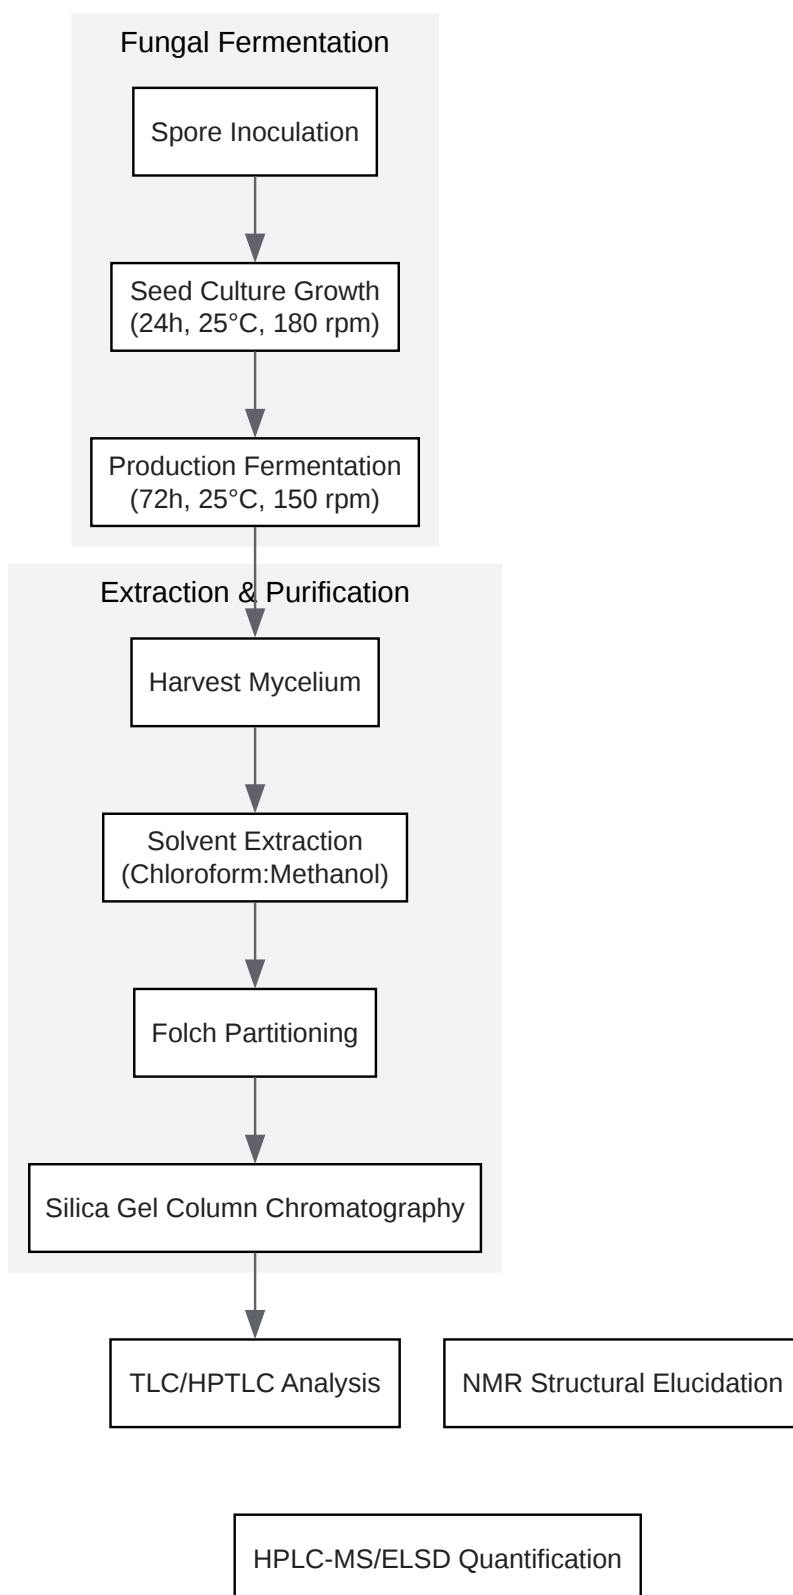 Fungal Fermentation
Spore Inoculation
Seed Culture Growth
(24h, 25°C, 180 rpm)
Production Fermentation
(72h, 25°C, 150 rpm)
Extraction & Purification
Harvest Mycelium
Solvent Extraction
(Chloroform:Methanol)
Folch Partitioning
Silica Gel Column Chromatography
TLC/HPTLC Analysis
NMR Structural Elucidation
HPLC-MS/ELSD Quantification